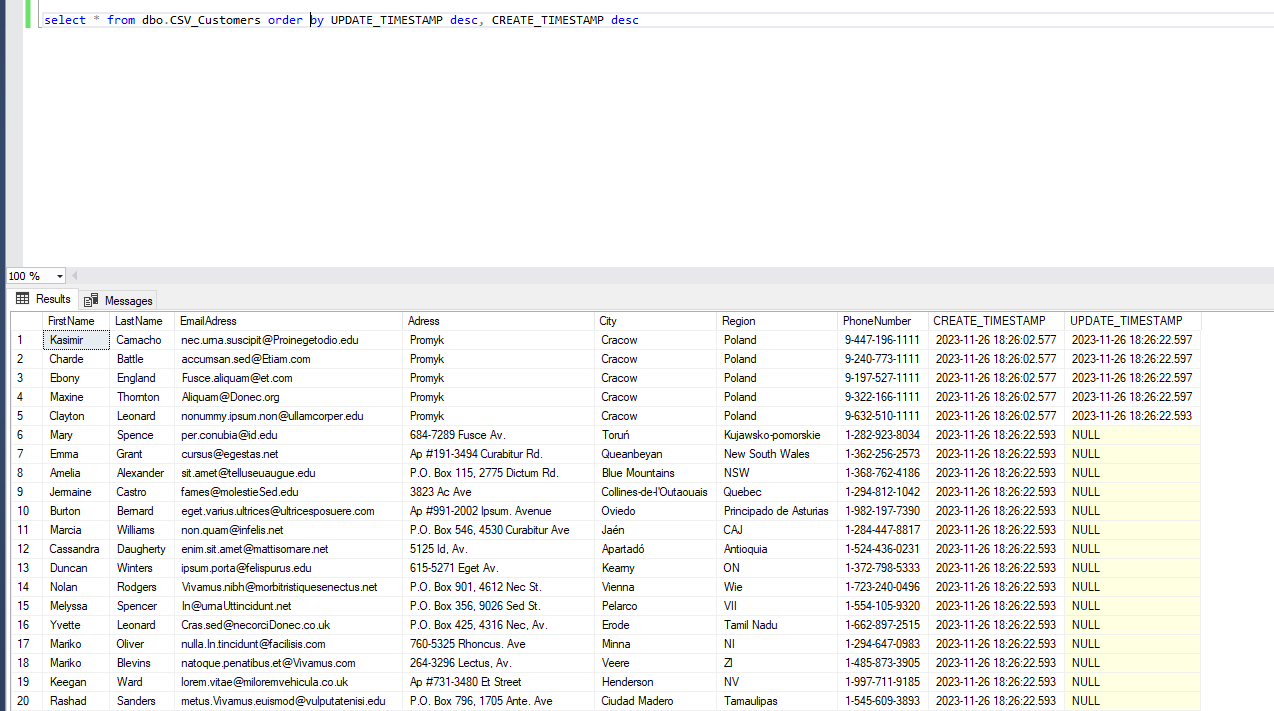 select * from dbo.CSV_Customers order by UPDATE_TIMESTAMP desc, CREATE_TIMESTAMP desc
100 %
Results Messages
FirstName LastName EmailAdress Adress City Region PhoneNumber CREATE_TIMESTAMP UPDATE_TIMESTAMP
1 Kasimir Camacho nec.urna.suscipit@Proinegetodio.edu Promyk Cracow Poland 9-447-196-1111 2023-11-26 18:26:02.577 2023-11-26 18:26:22.597
2 Charde Battle accumsan.sed@Etiam.com Promyk Cracow Poland 9-240-773-1111 2023-11-26 18:26:02.577 2023-11-26 18:26:22.597
3 Ebony England Fusce.aliquam@et.com Promyk Cracow Poland 9-197-527-1111 2023-11-26 18:26:02.577 2023-11-26 18:26:22.597
4 Maxine Thornton Aliquam@Donec.org Promyk Cracow Poland 9-322-166-1111 2023-11-26 18:26:02.577 2023-11-26 18:26:22.597
5 Clayton Leonard nonummy.ipsum.non@ullamcorper.edu Promyk Cracow Poland 9-632-510-1111 2023-11-26 18:26:02.577 2023-11-26 18:26:22.593
6 Mary Spence per.conubia@id.edu 684-7289 Fusce Av. Toruń Kujawsko-pomorskie 1-282-923-8034 2023-11-26 18:26:22.593 NULL
7 Emma Grant cursus@egestas.net Ap #191-3494 Curabitur Rd. Queanbeyan New South Wales 1-362-256-2573 2023-11-26 18:26:22.593 NULL
8 Amelia Alexander sit.amet@telluseuaugue.edu P.O. Box 115, 2775 Dictum Rd. Blue Mountains NSW 1-368-762-4186 2023-11-26 18:26:22.593 NULL
9 Jermaine Castro fames@molestieSed.edu 3823 Ac Ave Collines-de-l'Outaouais Quebec 1-294-812-1042 2023-11-26 18:26:22.593 NULL
10 Burton Bernard eget.varius.ultrices@ultricesposuere.com Ap #991-2002 Ipsum. Avenue Oviedo Principado de Asturias 1-982-197-7390 2023-11-26 18:26:22.593 NULL
11 Marcia Williams non.quam@infelis.net P.O. Box 546, 4530 Curabitur Ave Jaén CAJ 1-284-447-8817 2023-11-26 18:26:22.593 NULL
12 Cassandra Daugherty enim.sit.amet@mattisornare.net 5125 Id, Av. Apartadó Antioquia 1-524-436-0231 2023-11-26 18:26:22.593 NULL
13 Duncan Winters ipsum.porta@felispurus.edu 615-5271 Eget Av. Kearny ON 1-372-798-5333 2023-11-26 18:26:22.593 NULL
14 Nolan Rodgers Vivamus.nibh@morbitristiquesenectus.net P.O. Box 901, 4612 Nec St. Vienna Wie 1-723-240-0496 2023-11-26 18:26:22.593 NULL
15 Melyssa Spencer In@urnaUttincidunt.net P.O. Box 356, 9026 Sed St. Pelarco VII 1-554-105-9320 2023-11-26 18:26:22.593 NULL
16 Yvette Leonard Cras.sed@necorciDonec.co.uk P.O. Box 425, 4316 Nec, Av. Erode Tamil Nadu 1-662-897-2515 2023-11-26 18:26:22.593 NULL
17 Mariko Oliver nulla.In.tincidunt@facilisis.com 760-5325 Rhoncus. Ave Minna NI 1-294-647-0983 2023-11-26 18:26:22.593 NULL
18 Mariko Blevins natoque.penatibus.et@Vivamus.com 264-3296 Lectus, Av. Veere ZI 1-485-873-3905 2023-11-26 18:26:22.593 NULL
19 Keegan Ward lorem.vitae@miloremvehicula.co.uk Ap #731-3480 Et Street Henderson NV 1-997-711-9185 2023-11-26 18:26:22.593 NULL
20 Rashad Sanders metus.Vivamus.euismod@vulputatenisi.edu P.O. Box 796, 1705 Ante. Ave Ciudad Madero Tamaulipas 1-545-609-3893 2023-11-26 18:26:22.593 NULL